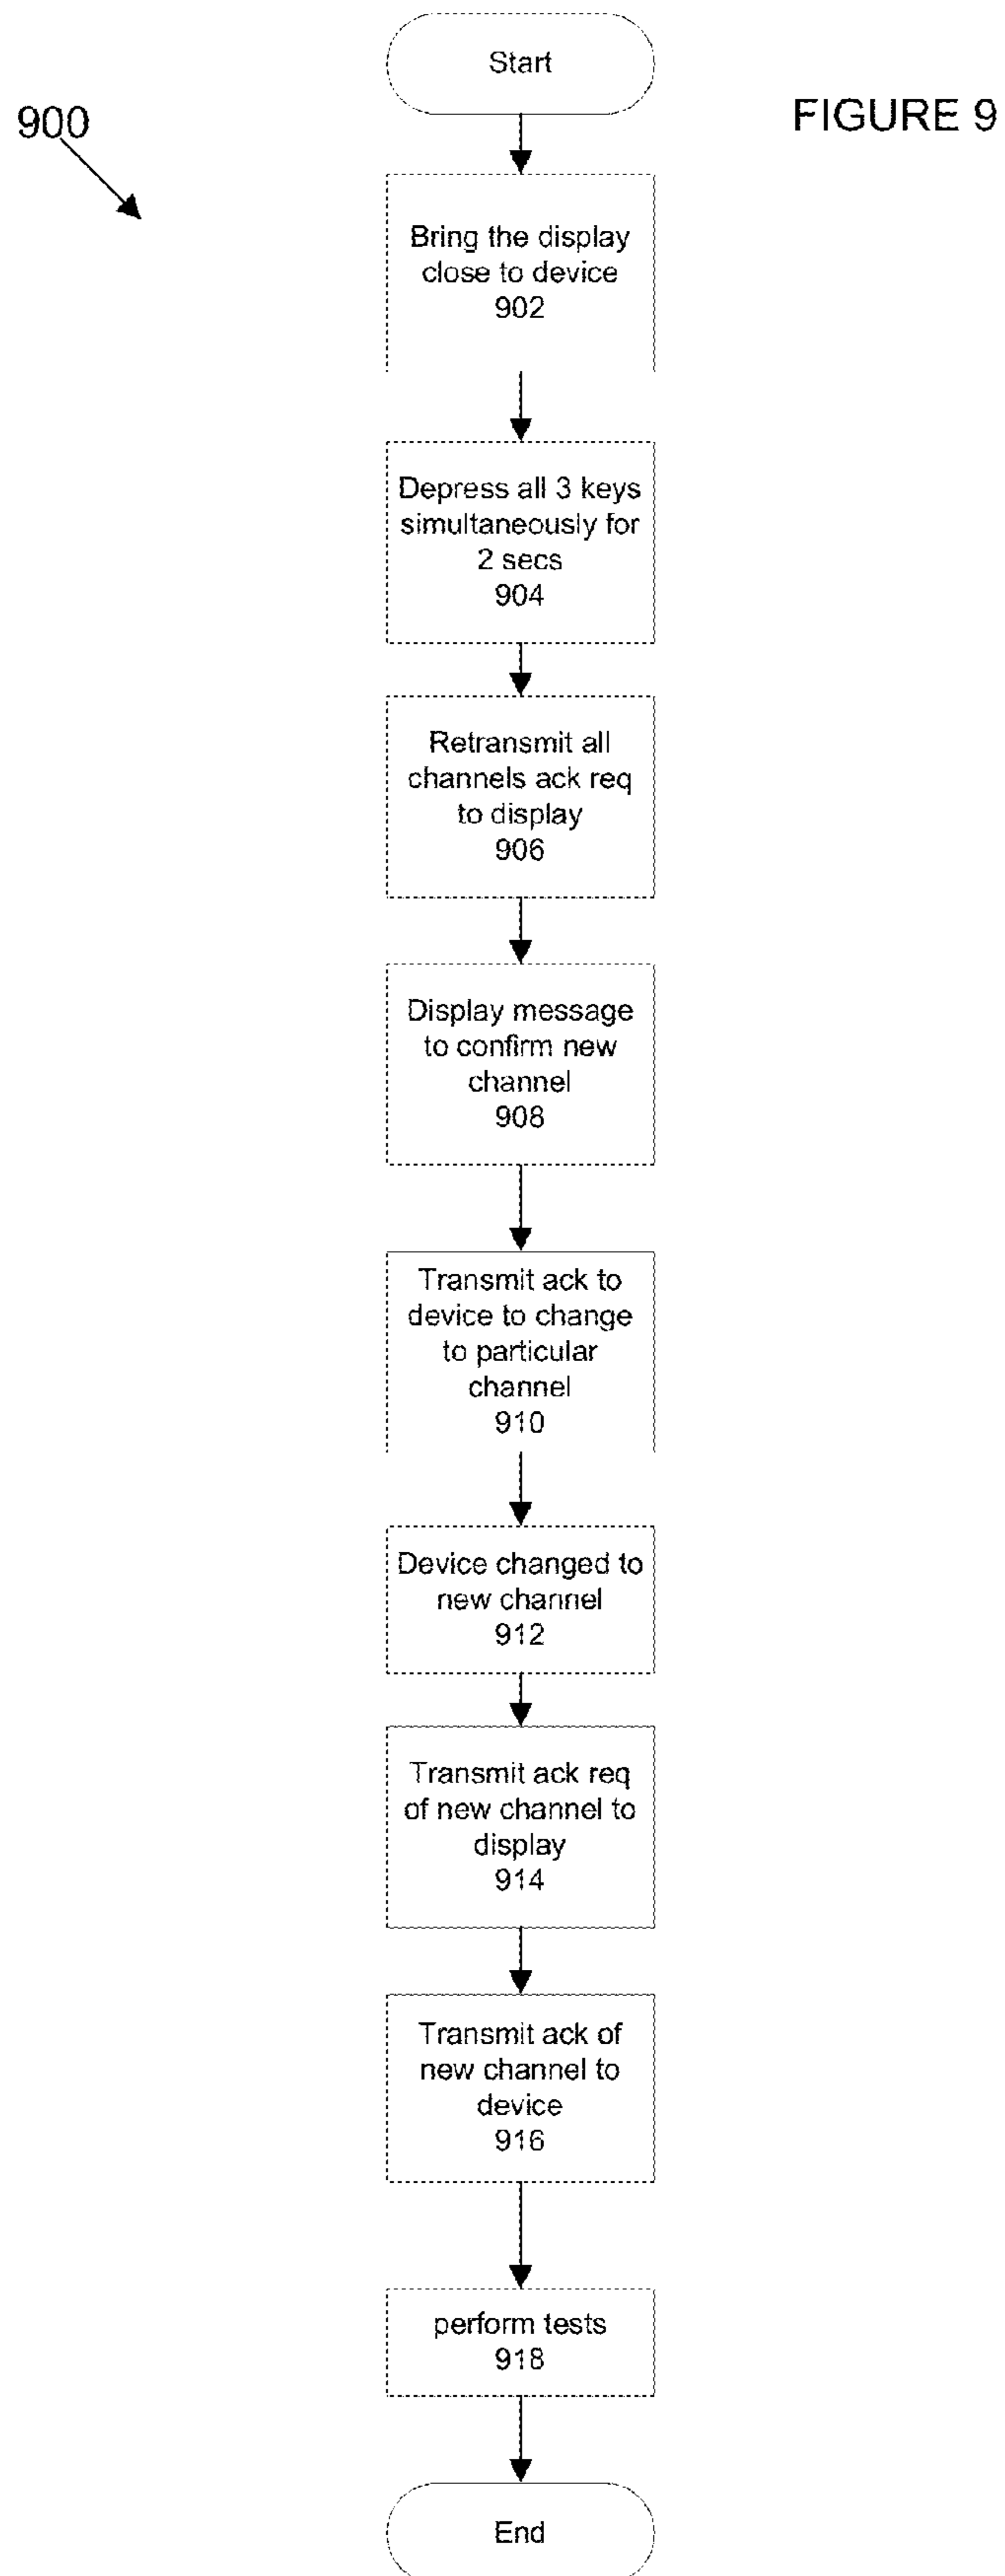 Start
900
FIGURE 9
Bring the display
close to device
902
Depress all 3 keys
simultaneously for
2 secs
904
Retransmit all
channels ack req
to display
906
Display message
to confirm new
channel
908
Transmit ack to
device to change
to particular
channel
910
Device changed to
new channel
912
Transmit ack req
of new channel to
display
914
Transmit ack of
new channel to
device
916
perform tests
918
End